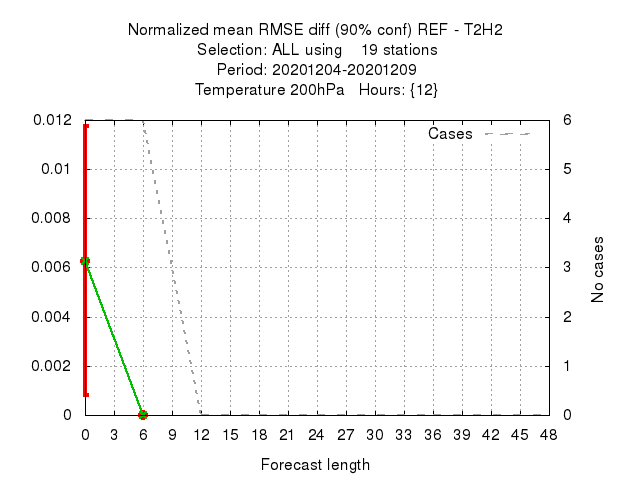 Normalized mean RMSE diff (90% conf) REF - T2H2
Selection: ALL using    19 stations
Period: 20201204-20201209
Temperature 200hPa   Hours: {12}
Cases
0.012
0.01
0.008
0.006
0.004
0.002
0
6
5
4
3
2
1
0
No cases
0 3 6 9 12 15 18 21 24 27 30 33 36 39 42 45 48
Forecast length